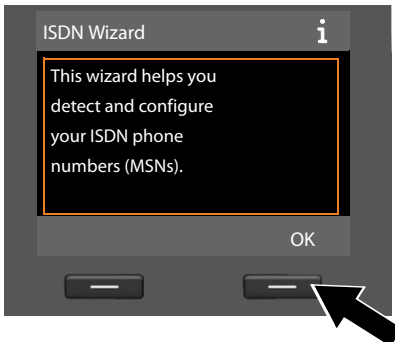 ISDN Wizard i
This wizard helps you
detect and configure
your ISDN phone
numbers (MSNs).
OK